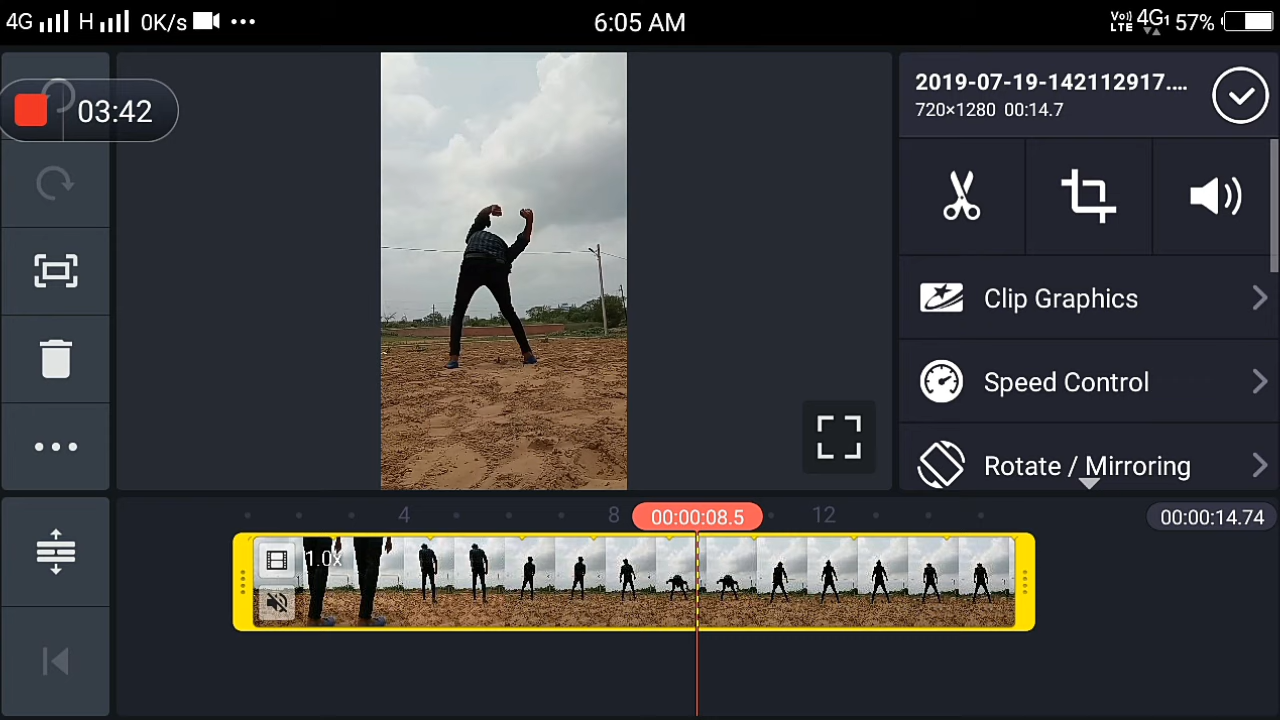 4G H 0K/s ••• 6:05 AM Vo) LTE 4G1 57%
03:42
2019-07-19-142112917....
720×1280 00:14.7
Clip Graphics
Speed Control
Rotate / Mirroring
4 8 00:00:08.5 12 00:00:14.74
1.0x